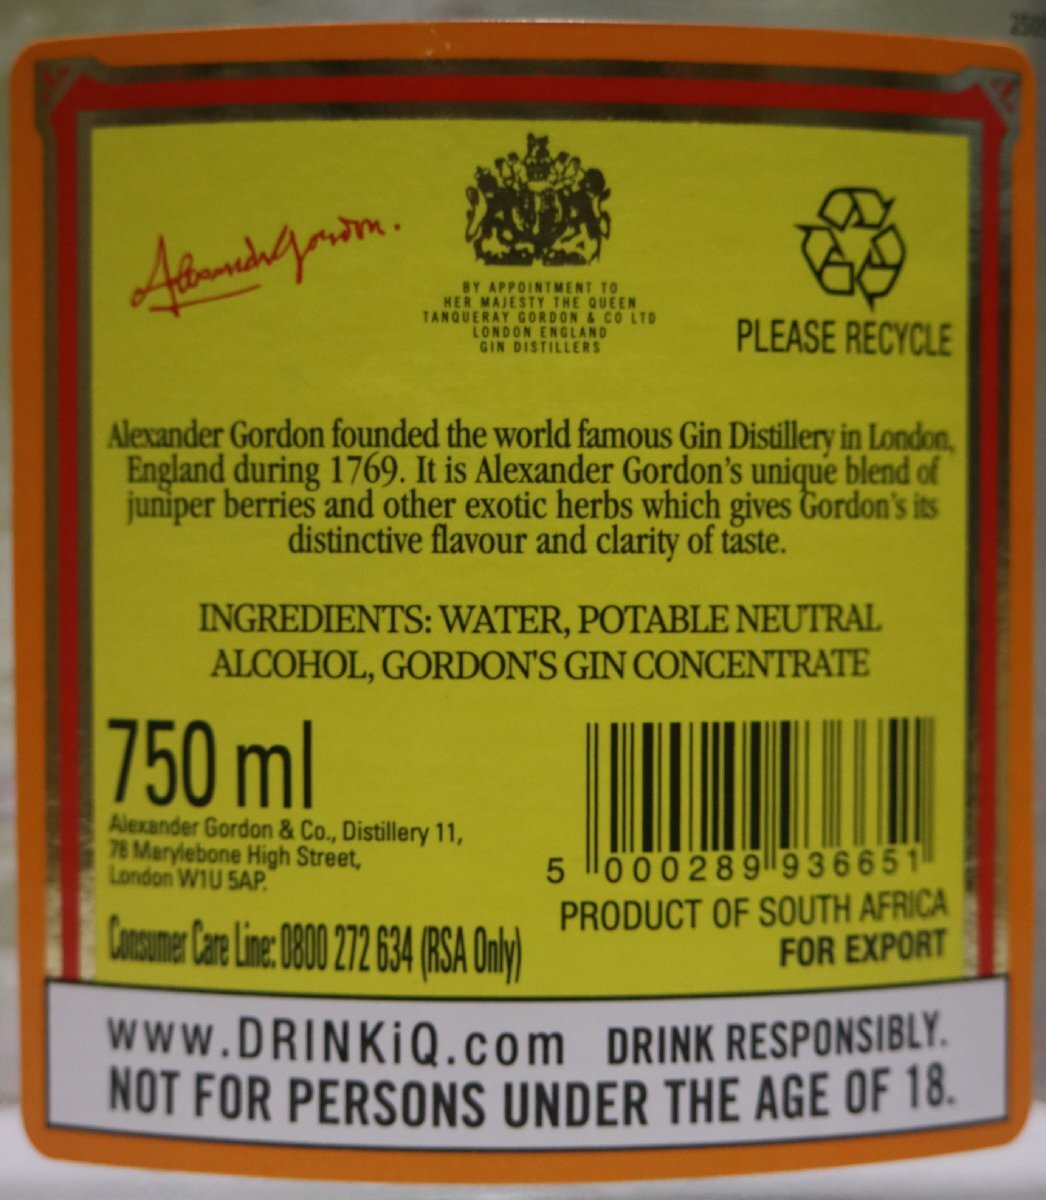 Alexander Gordon.
BY APPOINTMENT TO
HER MAJESTY THE QUEEN
TANQUERAY GORDON & CO LTD
LONDON ENGLAND
GIN DISTILLERS
PLEASE RECYCLE
Alexander Gordon founded the world famous Gin Distillery in London,
England during 1769. It is Alexander Gordon's unique blend of
juniper berries and other exotic herbs which gives Gordon's its
distinctive flavour and clarity of taste.
INGREDIENTS: WATER, POTABLE NEUTRAL
ALCOHOL, GORDON'S GIN CONCENTRATE
750 ml
Alexander Gordon & Co., Distillery 11,
78 Marylebone High Street,
London W1U 5AP.
Consumer Care Line: 0800 272 634 (RSA Only)
5 000289 936651
PRODUCT OF SOUTH AFRICA
FOR EXPORT
www.DRINKiQ.com DRINK RESPONSIBLY.
NOT FOR PERSONS UNDER THE AGE OF 18.